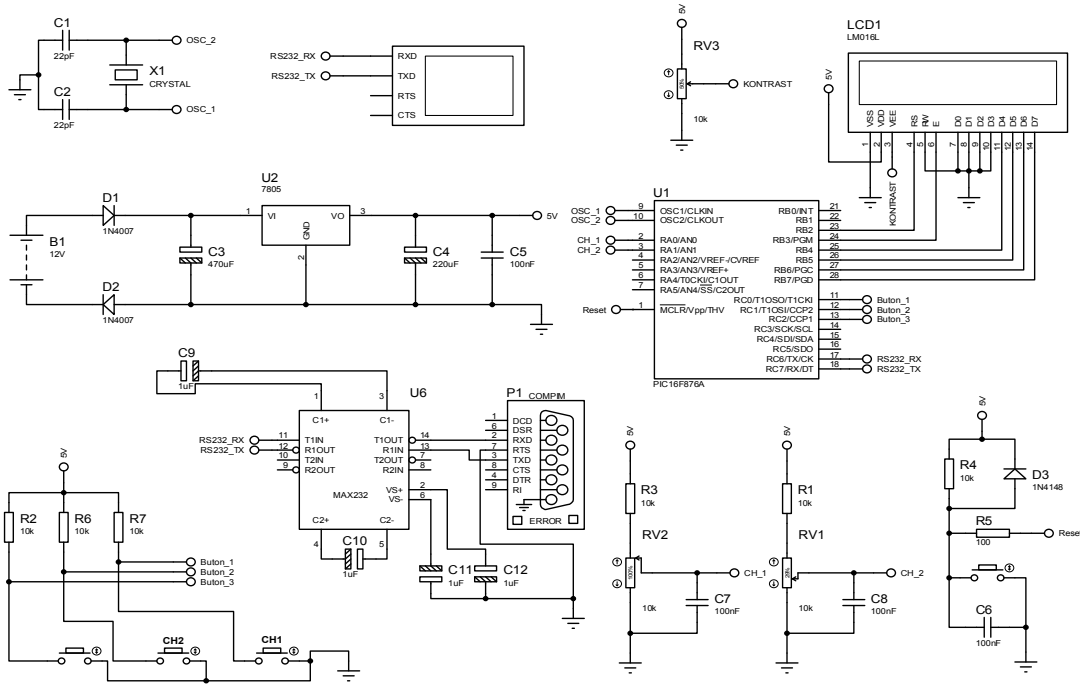 C1
22pF
OSC_2
X1
CRYSTAL
C2
22pF
OSC_1
RS232_RX
RXD
RS232_TX
TXD
RTS
CTS
5V
RV3
50%
KONTRAST
10k
LCD1
LM016L
5V
VSS VDD VEE RS RW E D0 D1 D2 D3 D4 D5 D6 D7
1 2 3 4 5 6 7 8 9 10 11 12 13 14
KONTRAST
D1
1N4007
B1
12V
D2
1N4007
C3
470uF
U2
7805
1 VI VO 3
GND
2
5V
C4
220uF
C5
100nF
U1
OSC_1 9 OSC1/CLKIN RB0/INT 21
OSC_2 10 OSC2/CLKOUT RB1 22
RB2 23
CH_1 2 RA0/AN0 RB3/PGM 24
CH_2 3 RA1/AN1 RB4 25
4 RA2/AN2/VREF-/CVREF RB5 26
5 RA3/AN3/VREF+ RB6/PGC 27
6 RA4/T0CKI/C1OUT RB7/PGD 28
7 RA5/AN4/SS/C2OUT
RC0/T1OSO/T1CKI 11 Buton_1
Reset 1 MCLR/Vpp/THV RC1/T1OSI/CCP2 12 Buton_2
RC2/CCP1 13 Buton_3
RC3/SCK/SCL 14
RC4/SDI/SDA 15
RC5/SDO 16
RC6/TX/CK 17 RS232_RX
RC7/RX/DT 18 RS232_TX
PIC16F876A
C9
1uF
1 3
U6
C1+ C1-
RS232_RX 11 T1IN T1OUT 14
RS232_TX 12 R1OUT R1IN 13
10 T2IN T2OUT 7
9 R2OUT R2IN 8
VS+ 2
MAX232 VS- 6
C2+ C2-
4 5
C10
1uF
C11
1uF
C12
1uF
P1 COMPIM
1 DCD
6 DSR
2 RXD
7 RTS
3 TXD
8 CTS
4 DTR
9 RI
ERROR
5V
R2
10k
R6
10k
R7
10k
Buton_1
Buton_2
Buton_3
CH2
CH1
5V
R3
10k
RV2
100%
10k
CH_1
C7
100nF
5V
R1
10k
RV1
20%
10k
CH_2
C8
100nF
5V
R4
10k
D3
1N4148
R5
100
Reset
C6
100nF